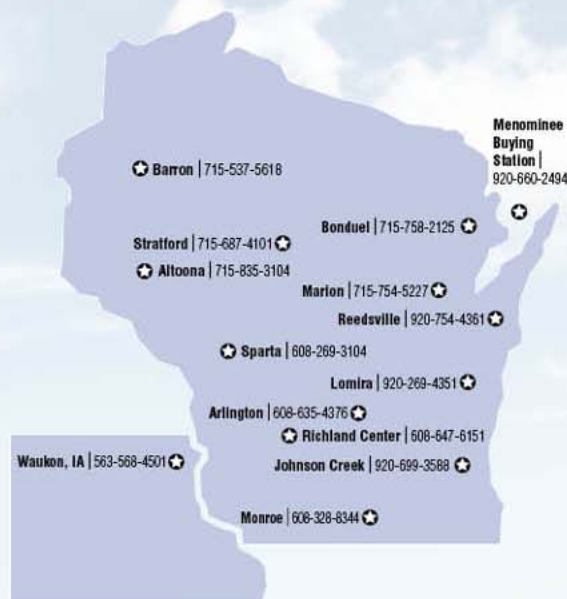 Menominee
Buying
Station |
920-660-2494
Barron | 715-537-5618
Bonduel | 715-758-2125
Stratford | 715-687-4101
Altoona | 715-835-3104
Marion | 715-754-5227
Reedsville | 920-754-4361
Sparta | 608-269-3104
Lomira | 920-269-4351
Arlington | 608-635-4376
Richland Center | 608-647-6151
Waukon, IA | 563-568-4501
Johnson Creek | 920-699-3588
Monroe | 608-328-8344